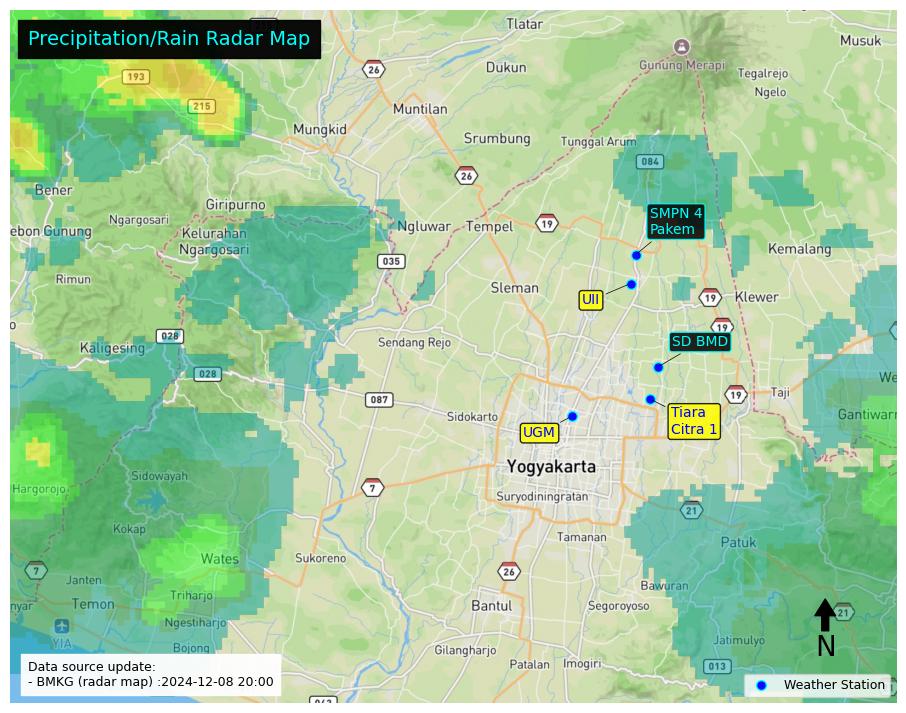 Precipitation/Rain Radar Map
Tlatar
Musuk
26
Dukun
Gunung Merapi
Tegalrejo
Ngelo
193
215
Muntilan
Mungkid
Srumbung
Tunggal Arum
084
26
Bener
Giripurno
Ngargosari
ebon Gunung
Kelurahan
Ngargosari
Ngluwar
Tempel
19
SMPN 4
Pakem
Kemalang
035
Rimun
Sleman
UII
19
Klewer
19
028
Kaligesing
Sendang Rejo
SD BMD
028
We
087
19
Taji
Sidokarto
UGM
Tiara
Citra 1
Gantiwarr
Yogyakarta
Sidowayah
Hargorojo
7
Suryodiningratan
21
Kokap
Tamanan
Patuk
Wates
Sukoreno
7
26
Janten
Bawuran
Triharjo
nyar
Temon
Bantul
Segoroyoso
21
Ngestiharjo
YIA
N
Jatimulyo
Bojong
Gilangharjo
Patalan
Imogiri
013
Data source update:
- BMKG (radar map) :2024-12-08 20:00
Weather Station